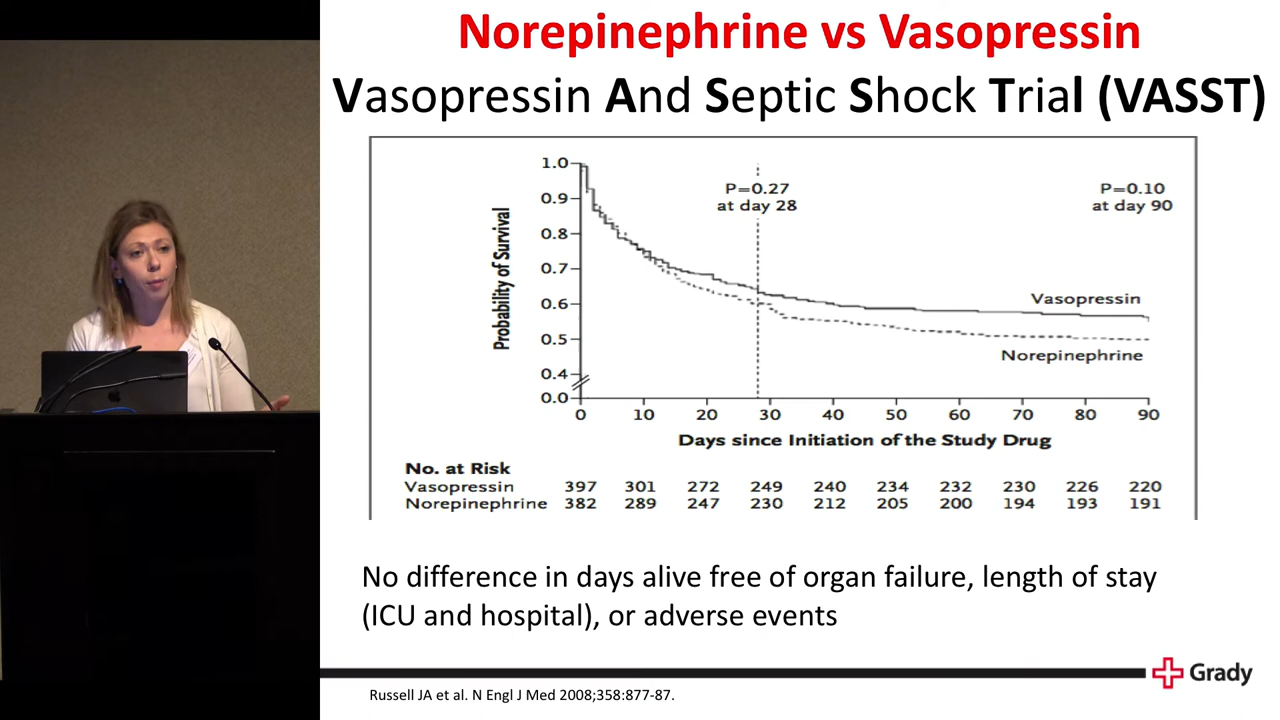 Norepinephrine vs Vasopressin
Vasopressin And Septic Shock Trial (VASST)
1.0
0.9
0.8
0.7
0.6
0.5
0.4
0.0
Probability of Survival
P=0.27
at day 28
P=0.10
at day 90
Vasopressin
Norepinephrine
0 10 20 30 40 50 60 70 80 90
Days since Initiation of the Study Drug
No. at Risk
Vasopressin 397 301 272 249 240 234 232 230 226 220
Norepinephrine 382 289 247 230 212 205 200 194 193 191
No difference in days alive free of organ failure, length of stay
(ICU and hospital), or adverse events
Grady
Russell JA et al. N Engl J Med 2008;358:877-87.